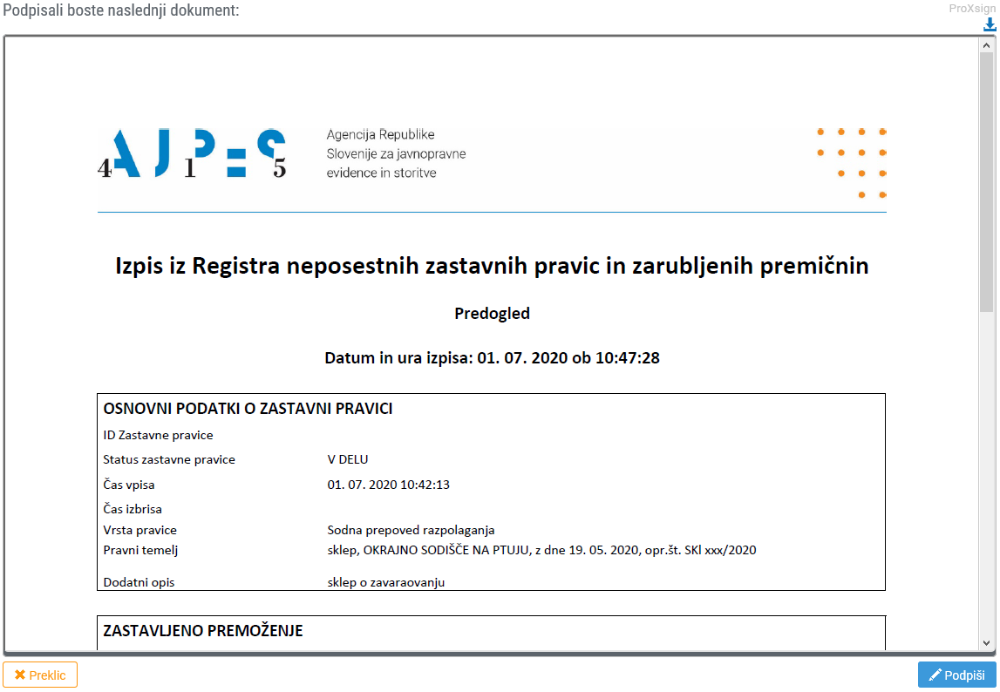 Podpisali boste naslednji dokument:
ProXsign
AJPES
4 1 5
Agencija Republike
Slovenije za javnopravne
evidence in storitve
Izpis iz Registra neposestnih zastavnih pravic in zarubljenih premičnin
Predogled
Datum in ura izpisa: 01. 07. 2020 ob 10:47:28
OSNOVNI PODATKI O ZASTAVNI PRAVICI
ID Zastavne pravice
Status zastavne pravice V DELU
Čas vpisa 01. 07. 2020 10:42:13
Čas izbrisa
Vrsta pravice Sodna prepoved razpolaganja
Pravni temelj sklep, OKRAJNO SODIŠČE NA PTUJU, z dne 19. 05. 2020, opr.št. SKl xxx/2020
Dodatni opis sklep o zavaraovanju
ZASTAVLJENO PREMOŽENJE
Preklic
Podpiši